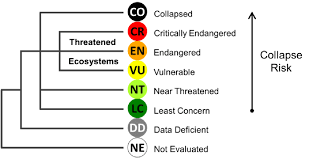 CO Collapsed
CR Critically Endangered
Threatened
EN Endangered
Ecosystems
VU Vulnerable
NT Near Threatened
LC Least Concern
DD Data Deficient
NE Not Evaluated
Collapse
Risk